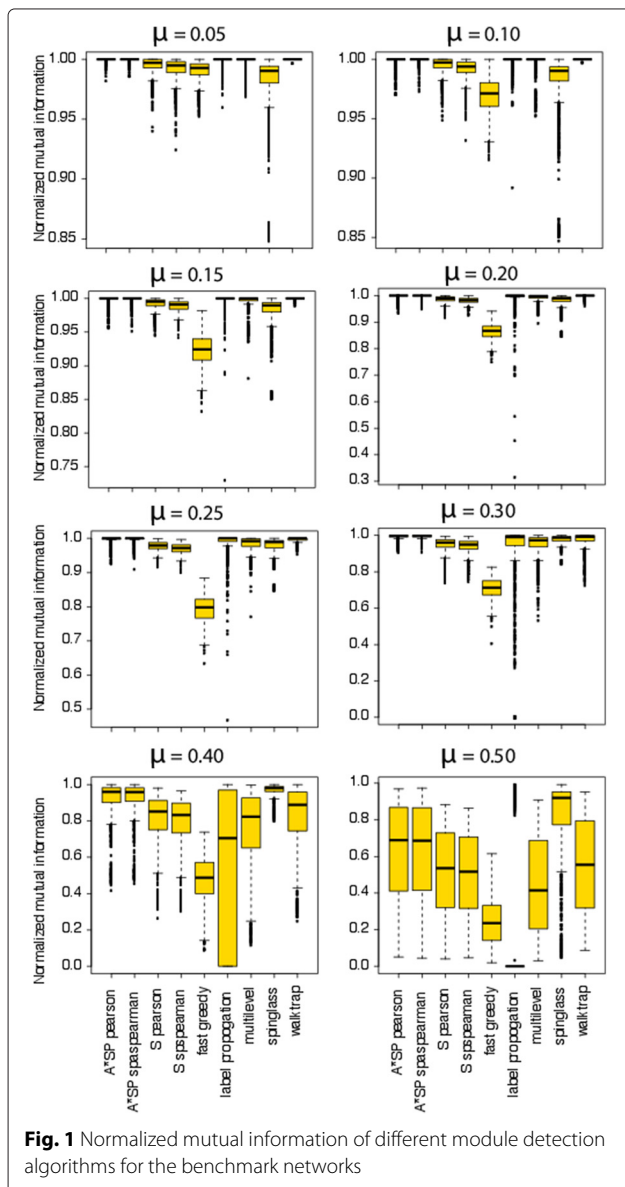 μ = 0.05
μ = 0.10
Normalized mutual information
1.00
0.95
0.90
0.85
1.00
0.95
0.90
0.85
μ = 0.15
μ = 0.20
Normalized mutual information
1.00
0.95
0.90
0.85
0.75
1.0
0.9
0.8
0.7
0.6
0.5
0.4
0.3
μ = 0.25
μ = 0.30
Normalized mutual information
1.0
0.9
0.8
0.7
0.6
0.5
1.0
0.8
0.6
0.4
0.2
0.0
μ = 0.40
μ = 0.50
Normalized mutual information
1.0
0.8
0.6
0.4
0.2
0.0
1.0
0.8
0.6
0.4
0.2
0.0
A*SP pearson
A*SP spaspearman
S pearson
S spspeaman
fast greedy
label propogation
multilevel
spinglass
walktrap
A*SP pearson
A*SP spaspearman
S pearson
S spspeaman
fast greedy
label propogation
multilevel
spinglass
walktrap
Fig. 1 Normalized mutual information of different module detection
algorithms for the benchmark networks